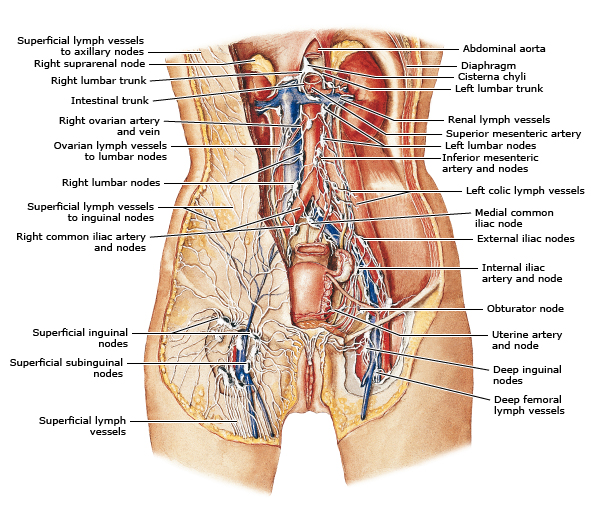 Superficial lymph vessels
to axillary nodes
Right suprarenal node
Right lumbar trunk
Intestinal trunk
Right ovarian artery
and vein
Ovarian lymph vessels
to lumbar nodes
Right lumbar nodes
Superficial lymph vessels
to inguinal nodes
Right common iliac artery
and nodes
Superficial inguinal
nodes
Superficial subinguinal
nodes
Superficial lymph
vessels
Abdominal aorta
Diaphragm
Cisterna chyli
Left lumbar trunk
Renal lymph vessels
Superior mesenteric artery
Left lumbar nodes
Inferior mesenteric
artery and nodes
Left colic lymph vessels
Medial common
iliac node
External iliac nodes
Internal iliac
artery and node
Obturator node
Uterine artery
and node
Deep inguinal
nodes
Deep femoral
lymph vessels